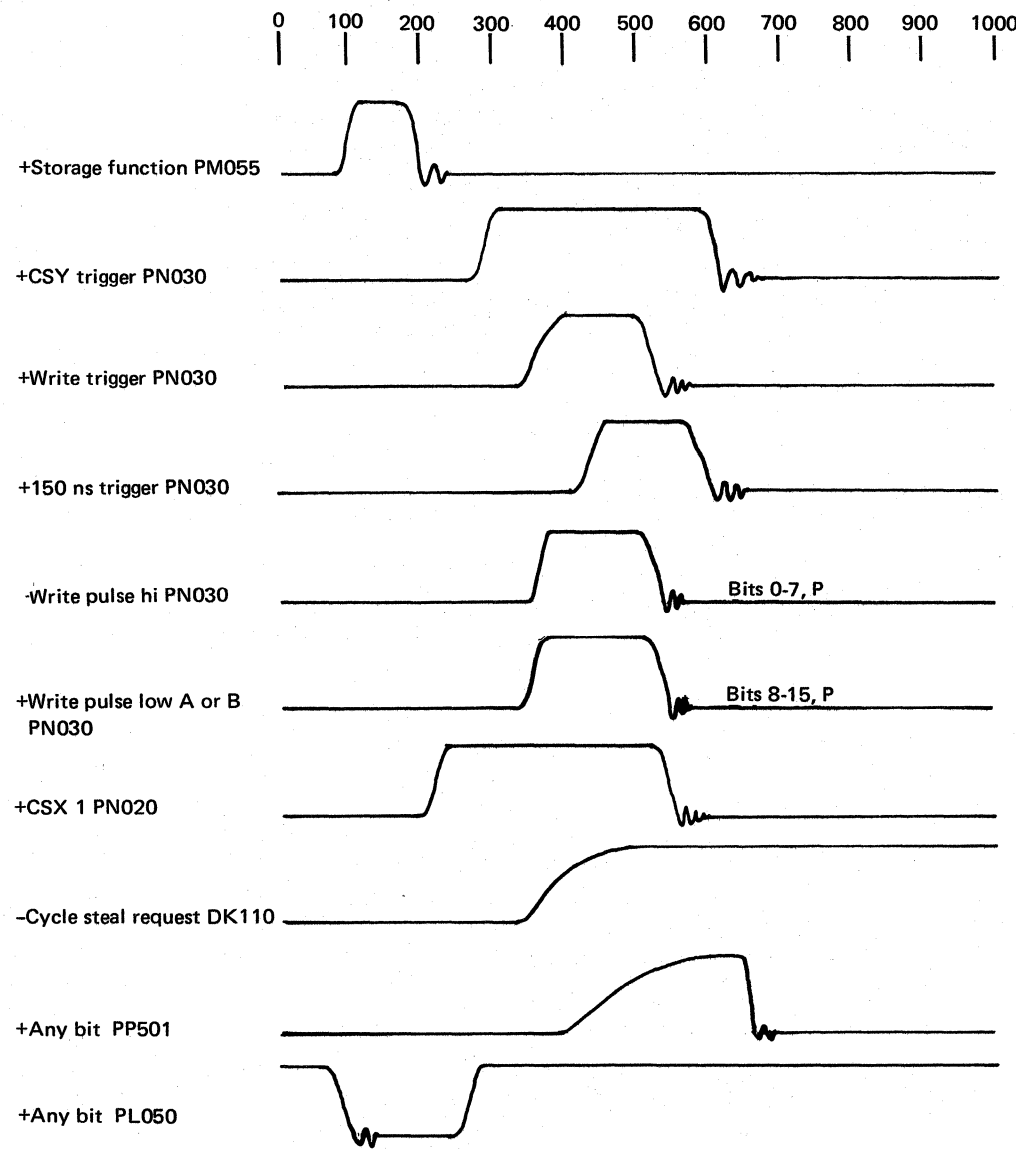 0 100 200 300 400 500 600 700 800 900 1000
+Storage function PM055
+CSY trigger PN030
+Write trigger PN030
+150 ns trigger PN030
-Write pulse hi PN030
Bits 0-7, P
+Write pulse low A or B
PN030
Bits 8-15, P
+CSX 1 PN020
–Cycle steal request DK110
+Any bit PP501
+Any bit PL050